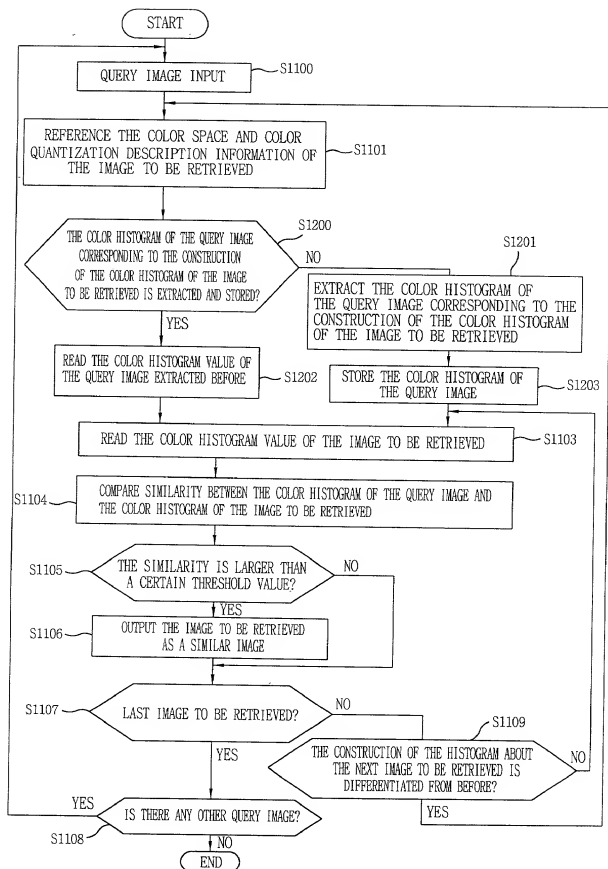 START
QUERY IMAGE INPUT
S1100
REFERENCE THE COLOR SPACE AND COLOR
QUANTIZATION DESCRIPTION INFORMATION OF
THE IMAGE TO BE RETRIEVED
S1101
THE COLOR HISTOGRAM OF THE QUERY IMAGE
CORRESPONDING TO THE CONSTRUCTION
OF THE COLOR HISTOGRAM OF THE IMAGE
TO BE RETRIEVED IS EXTRACTED AND STORED?
S1200
NO
YES
S1201
EXTRACT THE COLOR HISTOGRAM OF
THE QUERY IMAGE CORRESPONDING TO THE
CONSTRUCTION OF THE COLOR HISTOGRAM
OF THE IMAGE TO BE RETRIEVED
READ THE COLOR HISTOGRAM VALUE OF
THE QUERY IMAGE EXTRACTED BEFORE
S1202
STORE THE COLOR HISTOGRAM OF
THE QUERY IMAGE
S1203
READ THE COLOR HISTOGRAM VALUE OF THE IMAGE TO BE RETRIEVED
S1103
S1104
COMPARE SIMILARITY BETWEEN THE COLOR HISTOGRAM OF THE QUERY IMAGE AND
THE COLOR HISTOGRAM OF THE IMAGE TO BE RETRIEVED
S1105
THE SIMILARITY IS LARGER THAN
A CERTAIN THRESHOLD VALUE?
NO
YES
S1106
OUTPUT THE IMAGE TO BE RETRIEVED
AS A SIMILAR IMAGE
S1107
LAST IMAGE TO BE RETRIEVED?
NO
YES
S1109
THE CONSTRUCTION OF THE HISTOGRAM ABOUT
THE NEXT IMAGE TO BE RETRIEVED IS
DIFFERENTIATED FROM BEFORE?
NO
YES
YES
IS THERE ANY OTHER QUERY IMAGE?
S1108
NO
END